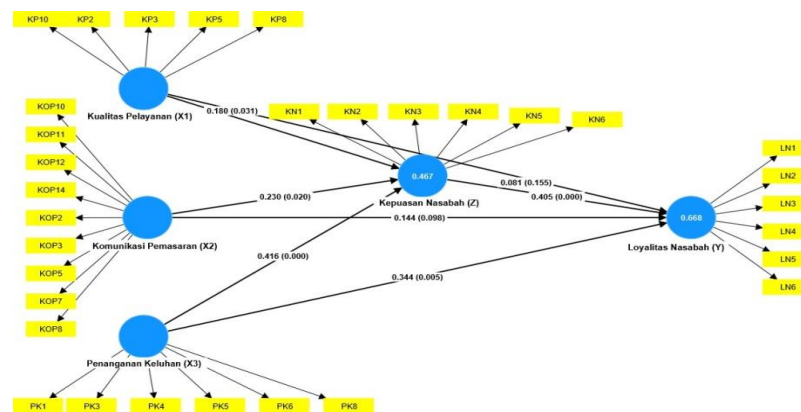 KP10
KP2
KP3
KP5
KP8
Kualitas Pelayanan (X1)
KOP10
KOP11
KOP12
KOP14
KOP2
KOP3
KOP5
KOP7
KOP8
Komunikasi Pemasaran (X2)
Penanganan Keluhan (X3)
PK1
PK3
PK4
PK5
PK6
PK8
0.180 (0.031)
0.230 (0.020)
0.416 (0.000)
KN1
KN2
KN3
KN4
KN5
KN6
0.467
Kepuasan Nasabah (Z)
0.081 (0.155)
0.405 (0.000)
0.144 (0.098)
0.344 (0.005)
0.668
Loyalitas Nasabah (Y)
LN1
LN2
LN3
LN4
LN5
LN6